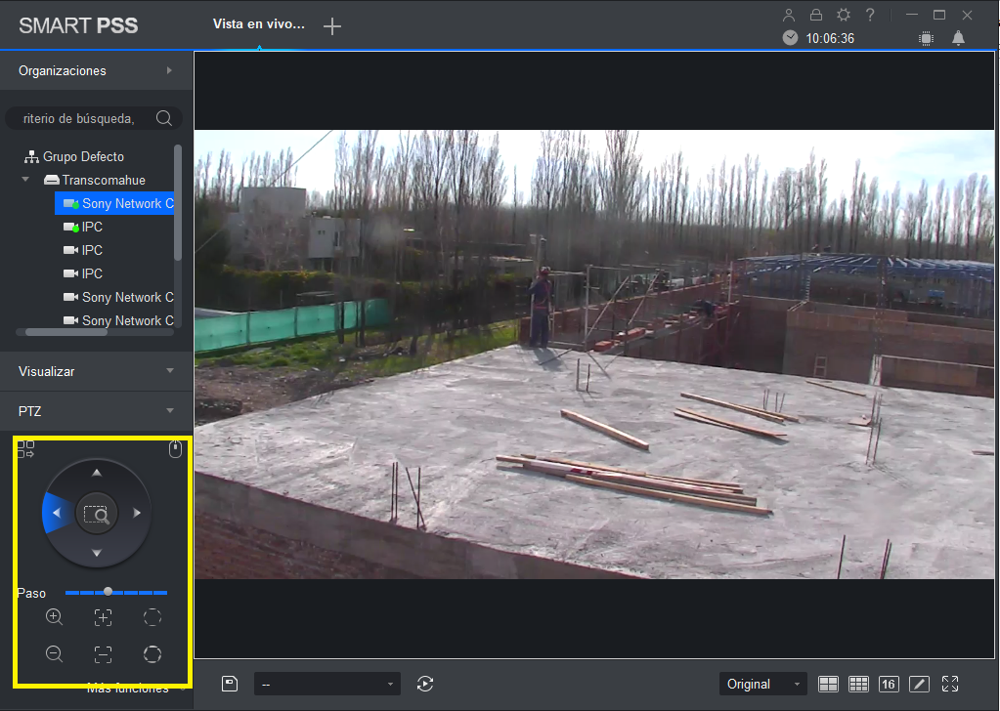 SMART PSS
Vista en vivo...
10:06:36
Organizaciones
riterio de búsqueda,
Grupo Defecto
Transcomahue
Sony Network C
IPC
IPC
IPC
Sony Network C
Sony Network C
Visualizar
PTZ
Paso
Más funciones
--
Original
16